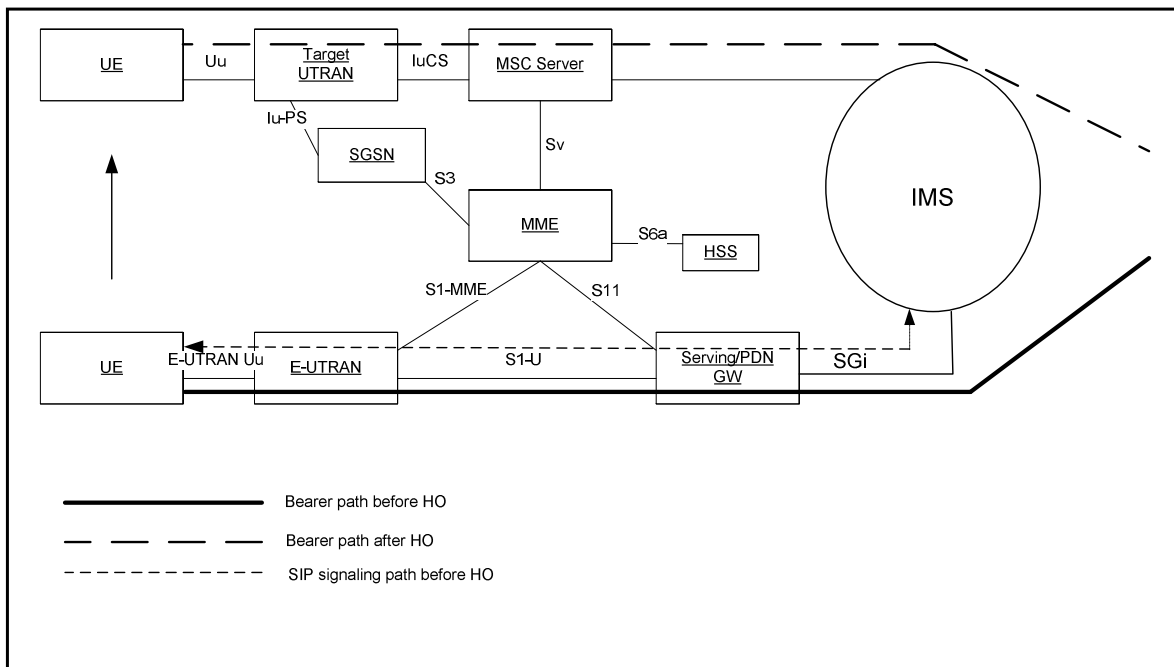 UE
Uu
Target
UTRAN
IuCS
MSC Server
Iu-PS
SGSN
S3
Sv
MME
S6a
HSS
IMS
S1-MME
S11
UE
E-UTRAN Uu
E-UTRAN
S1-U
Serving/PDN
GW
SGi
Bearer path before HO
Bearer path after HO
SIP signaling path before HO